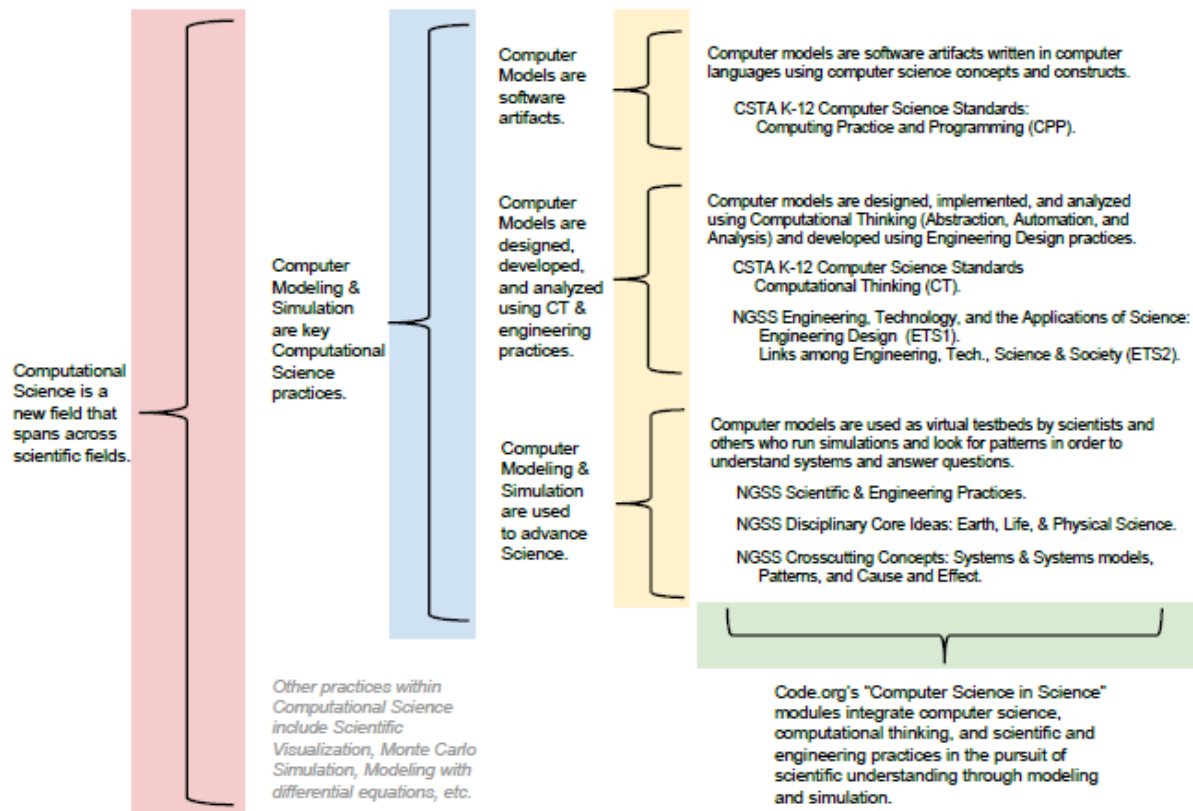 Computational
Science is a
new field that
spans across
scientific fields.
Computer
Modeling &
Simulation
are key
Computational
Science
practices.
Other practices within
Computational Science
include Scientific
Visualization, Monte Carlo
Simulation, Modeling with
differential equations, etc.
Computer
Models are
software
artifacts.
Computer models are software artifacts written in computer
languages using computer science concepts and constructs.
CSTA K-12 Computer Science Standards:
Computing Practice and Programming (CPP).
Computer
Models are
designed,
developed,
and analyzed
using CT &
engineering
practices.
Computer models are designed, implemented, and analyzed
using Computational Thinking (Abstraction, Automation, and
Analysis) and developed using Engineering Design practices.
CSTA K-12 Computer Science Standards
Computational Thinking (CT).
NGSS Engineering, Technology, and the Applications of Science:
Engineering Design (ETS1).
Links among Engineering, Tech., Science & Society (ETS2).
Computer
Modeling &
Simulation
are used
to advance
Science.
Computer models are used as virtual testbeds by scientists and
others who run simulations and look for patterns in order to
understand systems and answer questions.
NGSS Scientific & Engineering Practices.
NGSS Disciplinary Core Ideas: Earth, Life, & Physical Science.
NGSS Crosscutting Concepts: Systems & Systems models,
Patterns, and Cause and Effect.
Code.org's "Computer Science in Science"
modules integrate computer science,
computational thinking, and scientific and
engineering practices in the pursuit of
scientific understanding through modeling
and simulation.